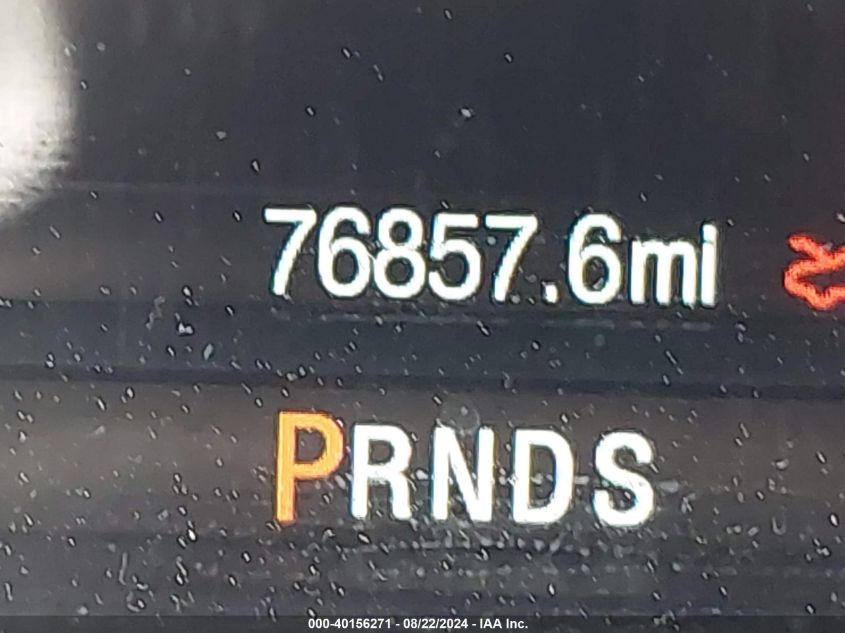 76857.6mi
PRNDS
000-40156271 - 08/22/2024 - IAA Inc.